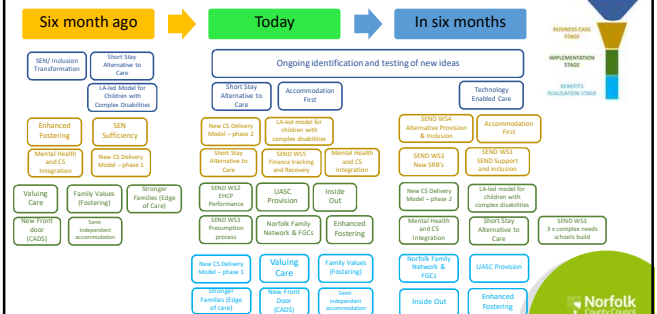 Six month ago
Today
In six months
BUSINESS CASE
STAGE
IMPLEMENTATION
STAGE
BENEFITS
REALISATION STAGE
SEN/ Inclusion
Transformation
Short Stay
Alternative to
Care
LA-led Model for
Children with
Complex Disabilities
Enhanced
Fostering
SEN
Sufficiency
Mental Health
and CS
Integration
New CS Delivery
Model – phase 1
Valuing
Care
Family Values
(Fostering)
Stronger
Families (Edge
of Care)
New Front
door
(CADS)
Semi-
independent
accommodation
Ongoing identification and testing of new ideas
Short Stay
Alternative to
Care
Accommodation
First
Technology
Enabled Care
New CS Delivery
Model – phase 2
LA-led model for
children with
complex disabilities
Short Stay
Alternative to
Care
SEND WS5
Finance tracking
and Recovery
Mental Health
and CS
Integration
SEND WS2
EHCP
Performance
UASC
Provision
Inside
Out
SEND WS3
Presumption
process
Norfolk Family
Network & FGCs
Enhanced
Fostering
New CS Delivery
Model – phase 1
Valuing
Care
Family Values
(Fostering)
Stronger
Families (Edge
of care)
New Front
Door
(CADS)
Semi-
independent
accommodation
SEND WS4
Alternative Provision
& Inclusion
Accommodation
First
SEND WS3
New SRB's
SEND WS1
SEND Support
and inclusion
New CS Delivery
Model – phase 2
LA-led model for
children with
complex disabilities
Mental Health
and CS
Integration
Short Stay
Alternative to
Care
SEND WS3
3 x complex needs
schools build
Norfolk Family
Network &
FGCs
UASC Provision
Inside Out
Enhanced
Fostering
Norfolk
County Council